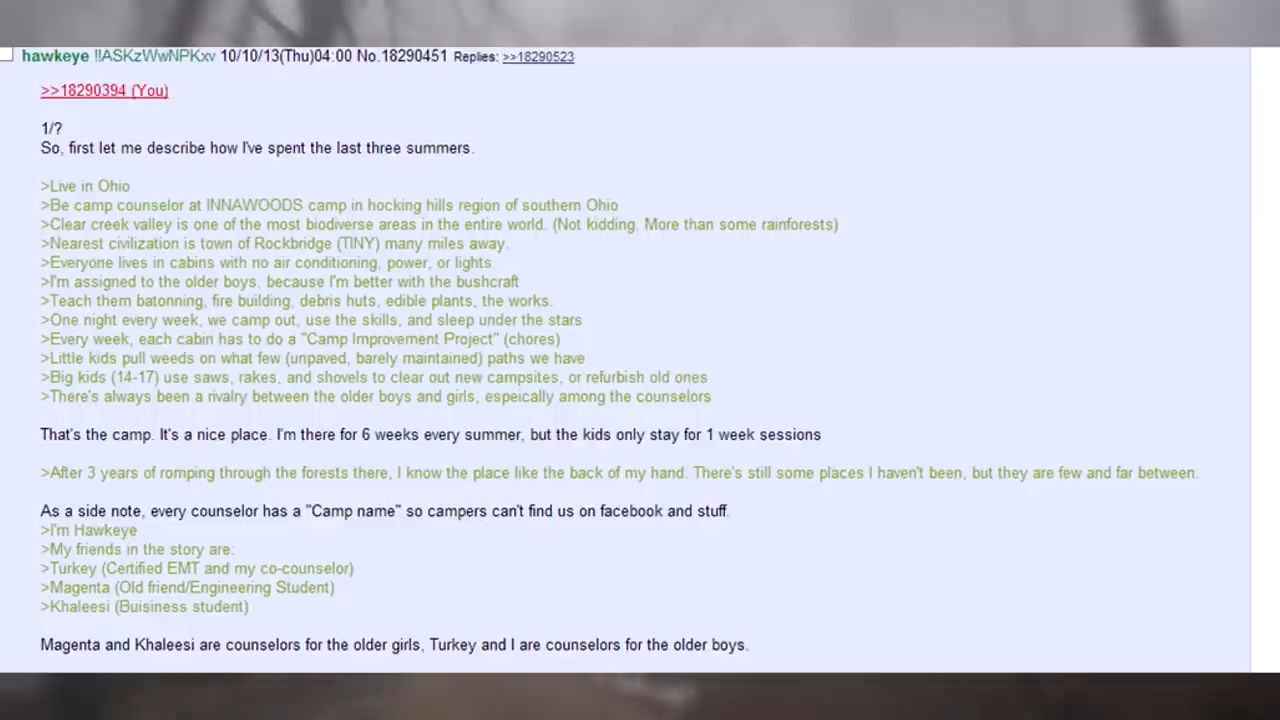 hawkeye !!ASKzWwNPKxv 10/10/13(Thu)04:00 No.18290451 Replies: >>18290523
>>18290394 (You)
1/?
So, first let me describe how I've spent the last three summers.
>Live in Ohio
>Be camp counselor at INNAWOODS camp in hocking hills region of southern Ohio
>Clear creek valley is one of the most biodiverse areas in the entire world. (Not kidding. More than some rainforests)
>Nearest civilization is town of Rockbridge (TINY) many miles away.
>Everyone lives in cabins with no air conditioning, power, or lights
>I'm assigned to the older boys, because I'm better with the bushcraft
>Teach them batonning, fire building, debris huts, edible plants, the works.
>One night every week, we camp out, use the skills, and sleep under the stars
>Every week, each cabin has to do a "Camp Improvement Project" (chores)
>Little kids pull weeds on what few (unpaved, barely maintained) paths we have
>Big kids (14-17) use saws, rakes, and shovels to clear out new campsites, or refurbish old ones
>There's always been a rivalry between the older boys and girls, espeically among the counselors
That's the camp. It's a nice place. I'm there for 6 weeks every summer, but the kids only stay for 1 week sessions
>After 3 years of romping through the forests there, I know the place like the back of my hand. There's still some places I haven't been, but they are few and far between.
As a side note, every counselor has a "Camp name" so campers can't find us on facebook and stuff.
>I'm Hawkeye
>My friends in the story are:
>Turkey (Certified EMT and my co-counselor)
>Magenta (Old friend/Engineering Student)
>Khaleesi (Buisiness student)
Magenta and Khaleesi are counselors for the older girls, Turkey and I are counselors for the older boys.